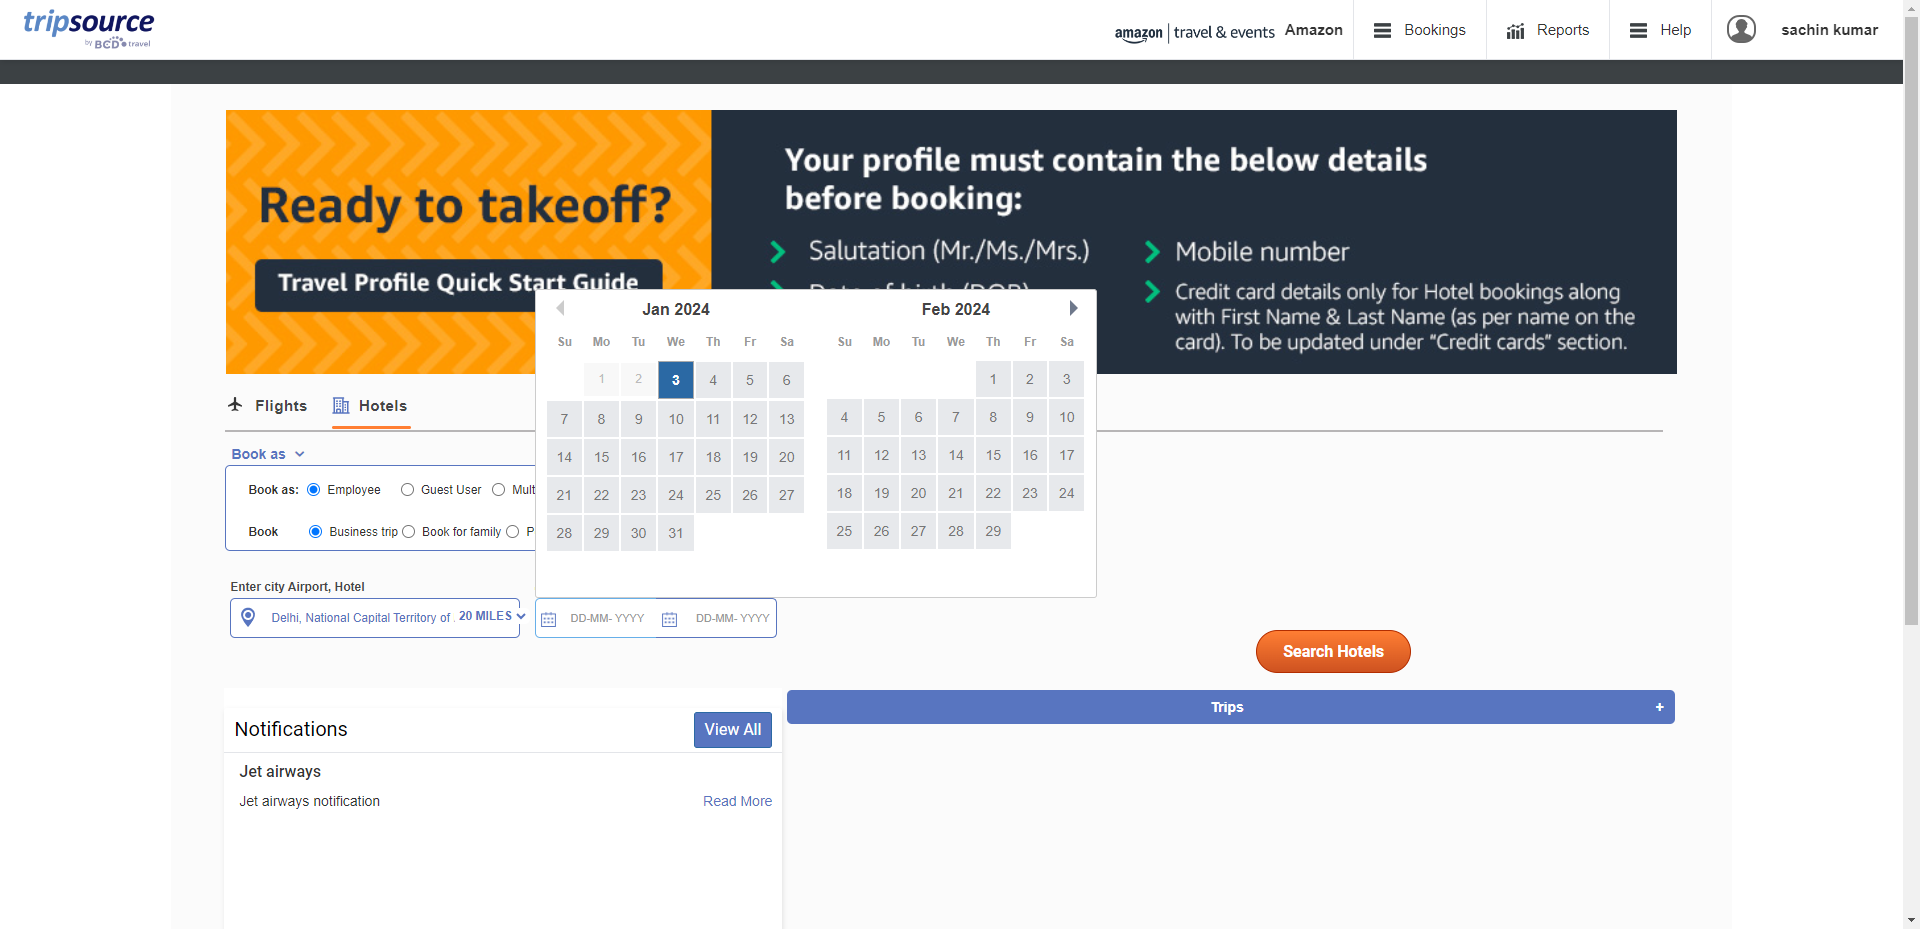 tripsource
by BCD travel
amazon | travel & events Amazon
Bookings
Reports
Help
sachin kumar
Ready to takeoff?
Travel Profile Quick Start Guide
Your profile must contain the below details
before booking:
Salutation (Mr./Ms./Mrs.)
Date of birth (DOB)
Mobile number
Credit card details only for Hotel bookings along
with First Name & Last Name (as per name on the
card). To be updated under “Credit cards” section.
Jan 2024
Su Mo Tu We Th Fr Sa
1 2 3 4 5 6
7 8 9 10 11 12 13
14 15 16 17 18 19 20
21 22 23 24 25 26 27
28 29 30 31
Feb 2024
Su Mo Tu We Th Fr Sa
1 2 3
4 5 6 7 8 9 10
11 12 13 14 15 16 17
18 19 20 21 22 23 24
25 26 27 28 29
Flights
Hotels
Book as
Book as: Employee Guest User Mult
Book Business trip Book for family P
Enter city Airport, Hotel
Delhi, National Capital Territory of 20 MILES
DD-MM- YYYY
DD-MM- YYYY
Search Hotels
Trips +
Notifications
View All
Jet airways
Jet airways notification
Read More